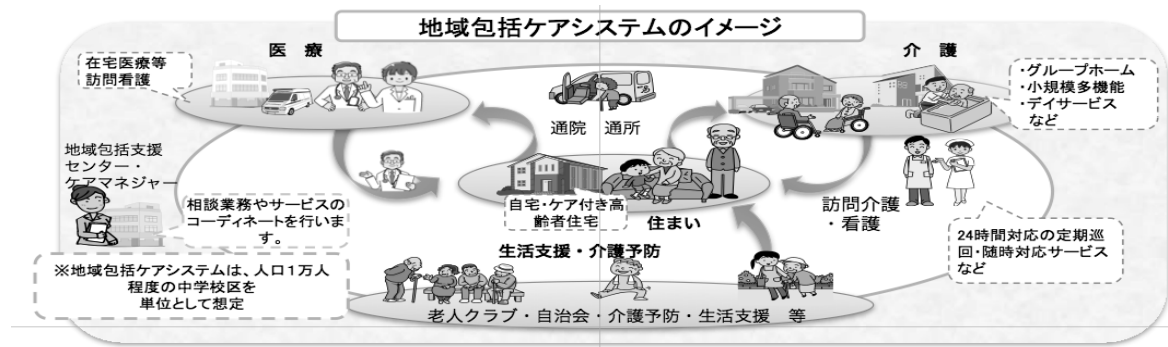 地域包括ケアシステムのイメージ
医 療
介 護
在宅医療等
訪問看護
・グループホーム
・小規模多機能
・デイサービス
など
通院 通所
地域包括支援
センター・
ケアマネジャー
相談業務やサービスの
コーディネートを行いま
す。
自宅・ケア付き高
齢者住宅
住まい
訪問介護
・看護
24時間対応の定期巡
回・随時対応サービス
など
生活支援・介護予防
※地域包括ケアシステムは、人口1万人
程度の中学校区を
単位として想定
老人クラブ・自治会・介護予防・生活支援 等